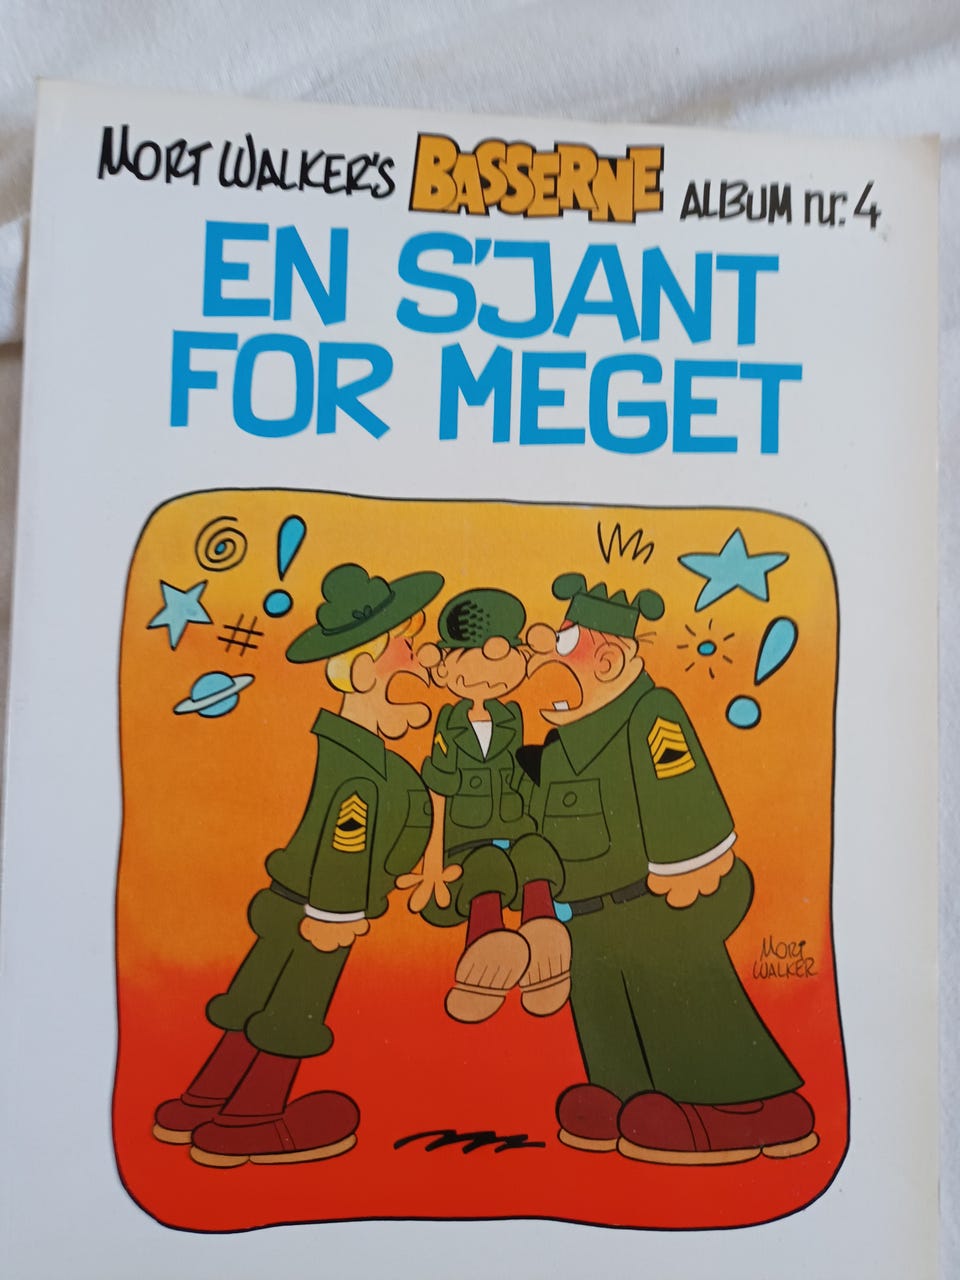 MORT WALKER'S BASSERNE ALBUM nr. 4
EN S'JANT
FOR MEGET
MORT
WALKER